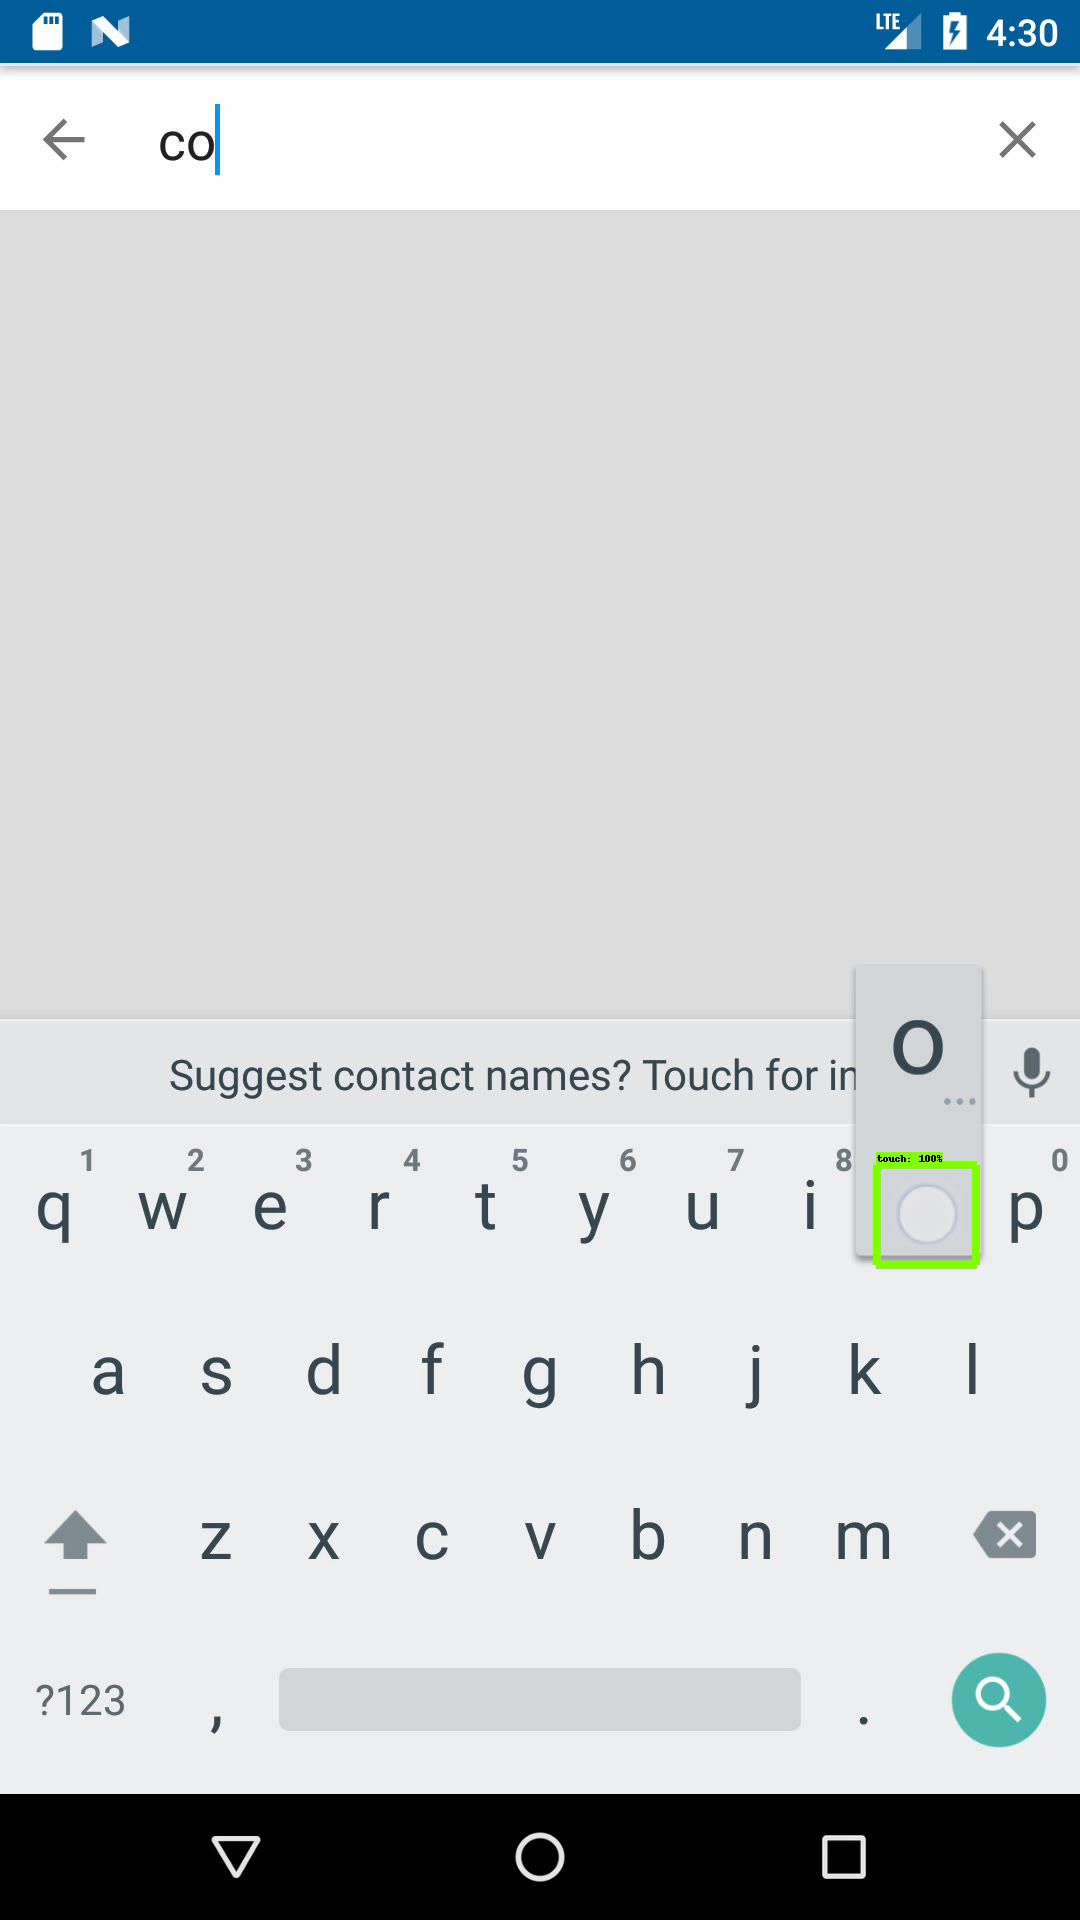 LTE 4:30
co
o
Suggest contact names? Touch for in
1 2 3 4 5 6 7 8 0
touch: 100%
q w e r t y u i p
a s d f g h j k l
z x c v b n m
?123 , .